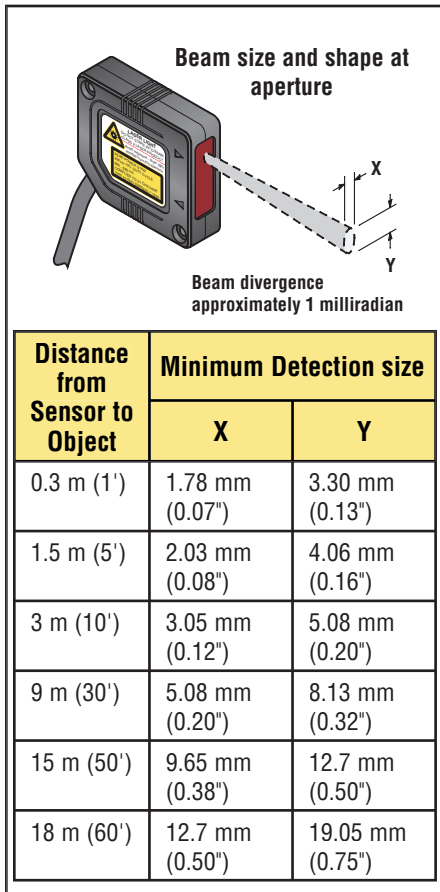 Beam size and shape at
aperture
LASER LIGHT
X
Y
Beam divergence
approximately 1 milliradian
Distance
from
Sensor to
Object
Minimum Detection size
X
Y
0.3 m (1')
1.78 mm
(0.07")
3.30 mm
(0.13")
1.5 m (5')
2.03 mm
(0.08")
4.06 mm
(0.16")
3 m (10')
3.05 mm
(0.12")
5.08 mm
(0.20")
9 m (30')
5.08 mm
(0.20")
8.13 mm
(0.32")
15 m (50')
9.65 mm
(0.38")
12.7 mm
(0.50")
18 m (60')
12.7 mm
(0.50")
19.05 mm
(0.75")